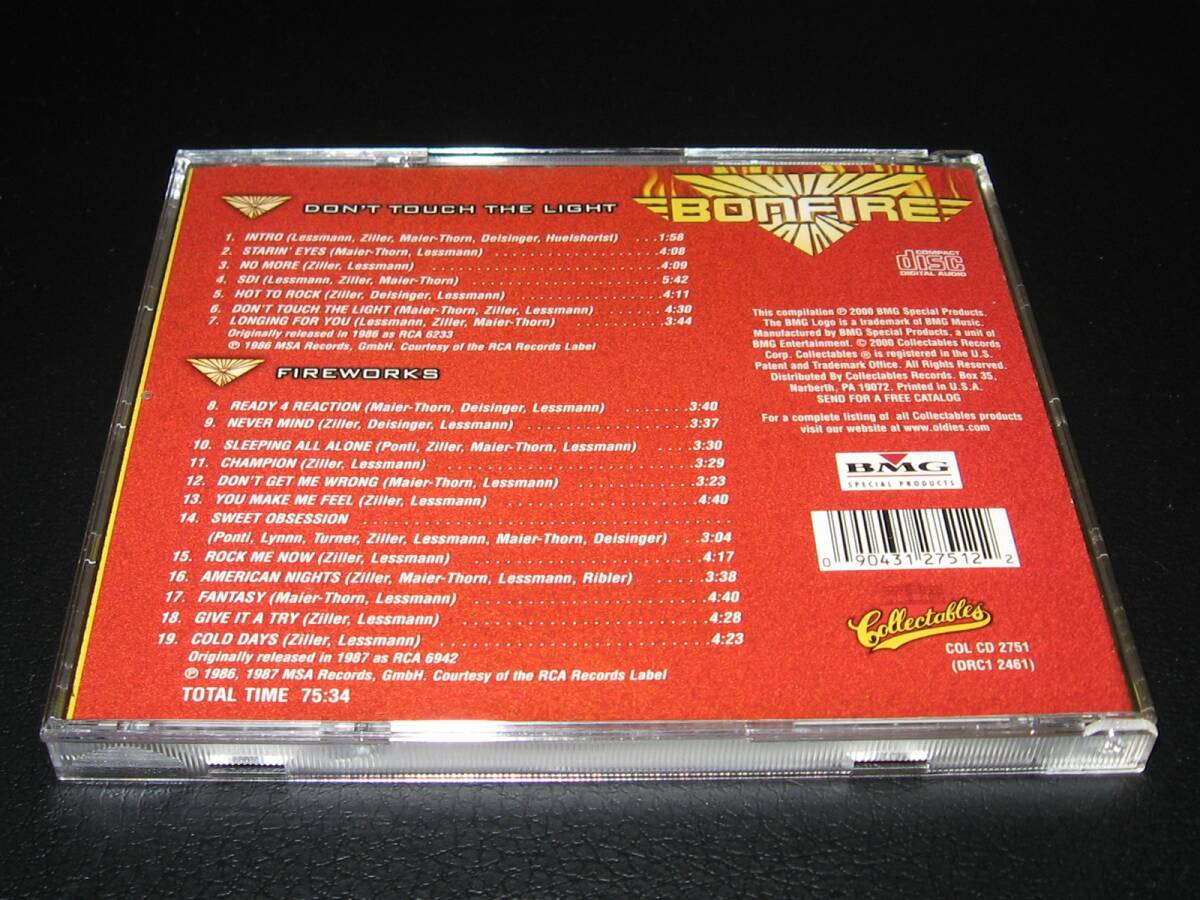 DON'T TOUCH THE LIGHT
1. INTRO (Lessmann, Ziller, Maier-Thorn, Deisinger, Huelshortst) . . .1:58
2. STARIN' EYES (Maier-Thorn, Lessmann) 4:08
3. NO MORE (Ziller, Lessmann) 4:09
4. SDI (Lessmann, Ziller, Maier-Thorn) 5:42
5. HOT TO ROCK (Ziller, Deisinger, Lessmann) 4:11
6. DON'T TOUCH THE LIGHT (Maier-Thorn, Ziller, Lessmann) 4:30
7. LONGING FOR YOU (Lessmann, Ziller, Maier-Thorn) 3:44
Originally released in 1986 as RCA 6233
℗ 1986 MSA Records, GmbH. Courtesy of the RCA Records Label
FIREWORKS
8. READY 4 REACTION (Maier-Thorn, Deisinger, Lessmann) 3:40
9. NEVER MIND (Ziller, Deisinger, Lessmann) 3:37
10. SLEEPING ALL ALONE (Ponti, Ziller, Maier-Thorn, Lessmann) 3:30
11. CHAMPION (Ziller, Lessmann) 3:29
12. DON'T GET ME WRONG (Maier-Thorn, Lessmann) 3:23
13. YOU MAKE ME FEEL (Ziller, Lessmann) 4:40
14. SWEET OBSESSION
(Ponti, Lynnn, Turner, Ziller, Lessmann, Maier-Thorn, Deisinger) 3:04
15. ROCK ME NOW (Ziller, Lessmann) 4:17
16. AMERICAN NIGHTS (Ziller, Maier-Thorn, Lessmann, Ribler) 3:38
17. FANTASY (Maier-Thorn, Lessmann) 4:40
18. GIVE IT A TRY (Ziller, Lessmann) 4:28
19. COLD DAYS (Ziller, Lessmann) 4:23
Originally released in 1987 as RCA 6942
℗ 1986, 1987 MSA Records, GmbH. Courtesy of the RCA Records Label
TOTAL TIME 75:34
BONFIRE
COMPACT
disc
DIGITAL AUDIO
This compilation ℗ 2000 BMG Special Products.
The BMG Logo is a trademark of BMG Music.
Manufactured by BMG Special Products, a unit of
BMG Entertainment. © 2000 Collectables Records
Corp. Collectables ® is registered in the U.S.
Patent and Trademark Office. All Rights Reserved.
Distributed By Collectables Records. Box 35,
Narberth, PA 19072. Printed in U.S.A.
SEND FOR A FREE CATALOG
For a complete listing of all Collectables products
visit our website at www.oldies.com
BMG
SPECIAL PRODUCTS
0 90431 27512 2
Collectables
COL CD 2751
(DRC1 2461)